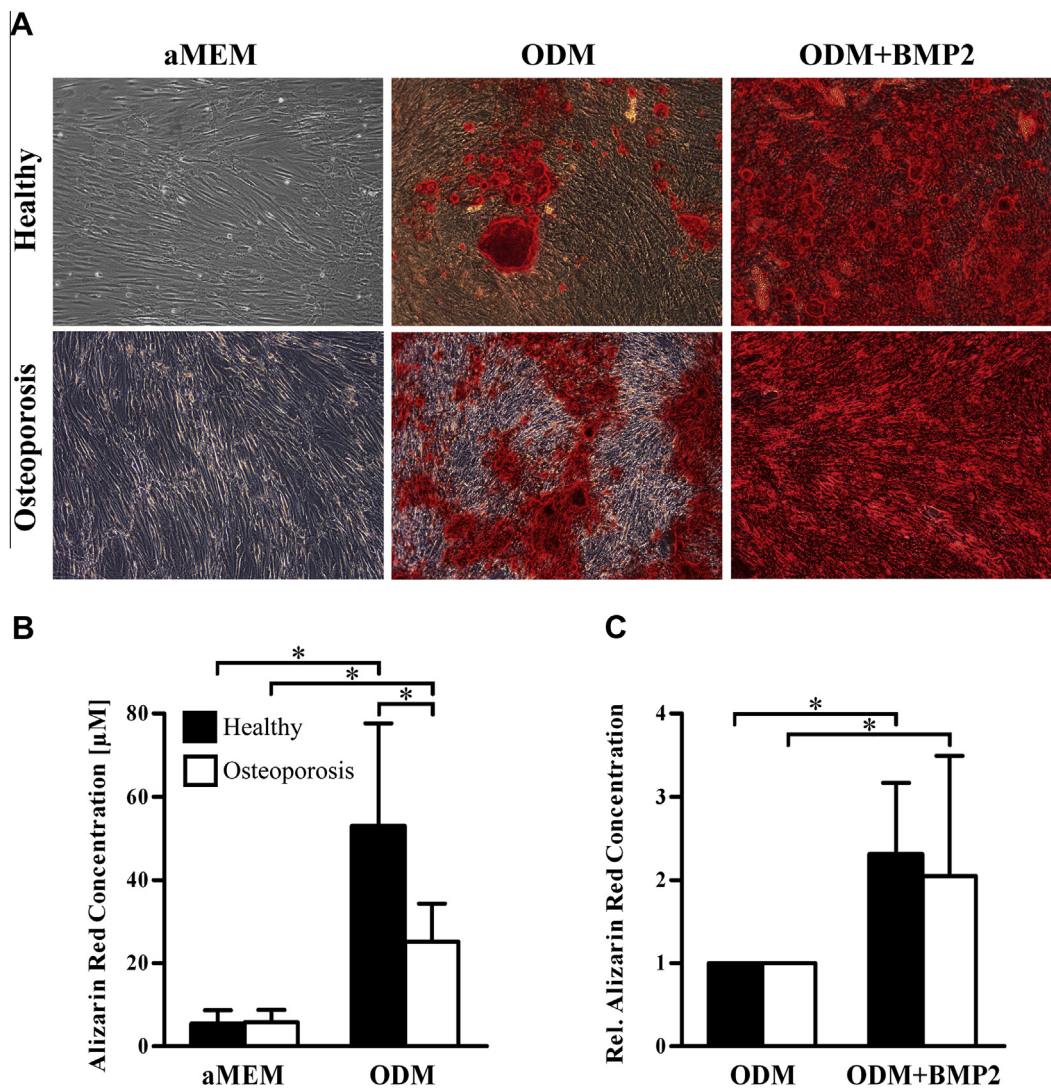 A
aMEM ODM ODM+BMP2
Healthy
Osteoporosis
B
* * *
Alizarin Red Concentration [µM]
80
60
40
20
0
Healthy
Osteoporosis
aMEM ODM
C
* *
Rel. Alizarin Red Concentration
4
3
2
1
0
ODM ODM+BMP2